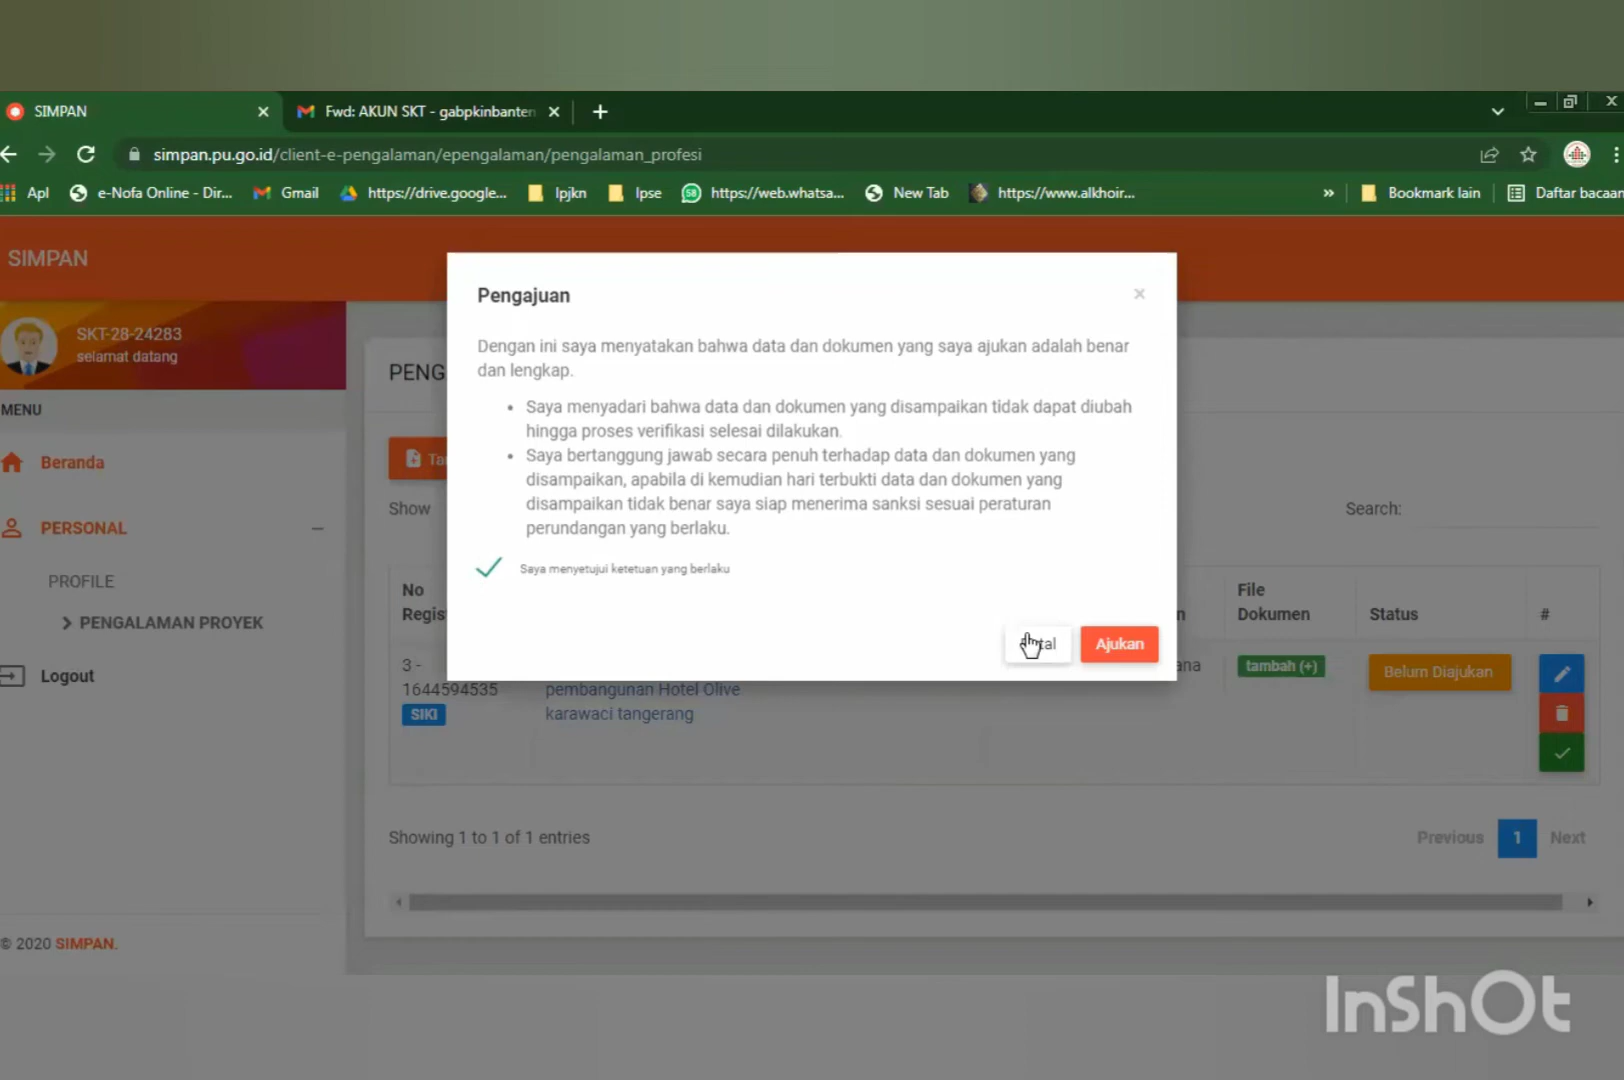 SIMPAN
Fwd: AKUN SKT - gabpkinbanten
simpan.pu.go.id/client-e-pengalaman/epengalaman/pengalaman_profesi
Apl
e-Nofa Online - Dir...
Gmail
https://drive.google...
lpjkn
lpse
https://web.whatsa...
New Tab
https://www.alkhoir...
»
Bookmark lain
Daftar bacaan
SIMPAN
SKT-28-24283
selamat datang
MENU
Beranda
PERSONAL
PROFILE
PENGALAMAN PROYEK
Logout
© 2020 SIMPAN.
Pengajuan
Dengan ini saya menyatakan bahwa data dan dokumen yang saya ajukan adalah benar
dan lengkap.
• Saya menyadari bahwa data dan dokumen yang disampaikan tidak dapat diubah
hingga proses verifikasi selesai dilakukan.
• Saya bertanggung jawab secara penuh terhadap data dan dokumen yang
disampaikan, apabila di kemudian hari terbukti data dan dokumen yang
disampaikan tidak benar saya siap menerima sanksi sesuai peraturan
perundangan yang berlaku.
Saya menyetujui ketetuan yang berlaku
Ajukan
PENG
Show
Search:
No
Regis
File
Dokumen
Status
#
3 -
1644594535
SIKI
pembangunan Hotel Olive
karawaci tangerang
ana
tambah (+)
Belum Diajukan
Showing 1 to 1 of 1 entries
Previous
1
Next
InShOt